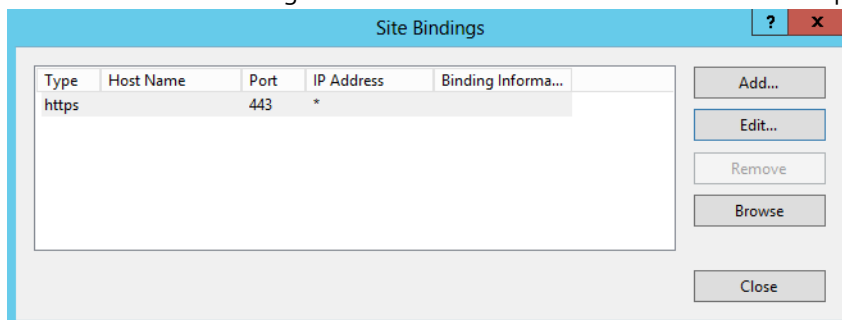 Site Bindings
? x
Type Host Name Port IP Address Binding Informa...
https 443 *
Add...
Edit...
Remove
Browse
Close